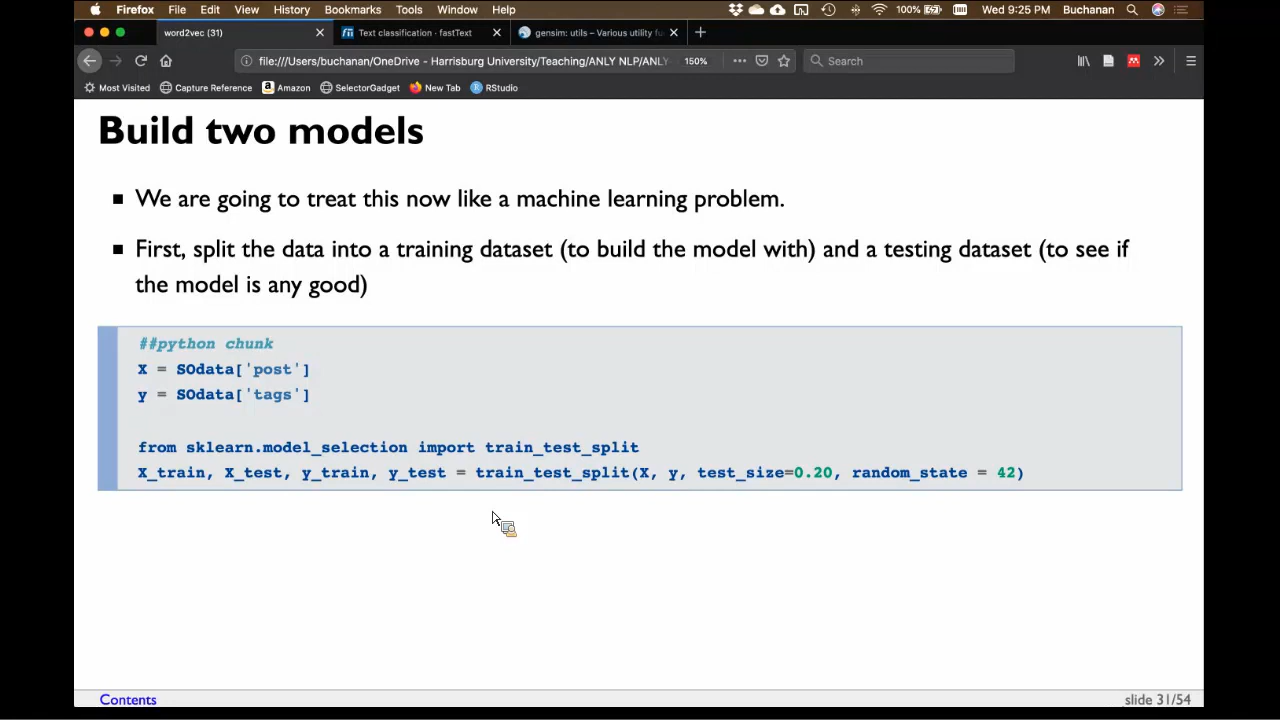 Firefox File Edit View History Bookmarks Tools Window Help 100% Wed 9:25 PM Buchanan
word2vec (31) Text classification · fastText gensim: utils – Various utility fu
file:///Users/buchanan/OneDrive - Harrisburg University/Teaching/ANLY NLP/ANLY- 150% Search
Most Visited Capture Reference Amazon SelectorGadget New Tab RStudio
Build two models
We are going to treat this now like a machine learning problem.
First, split the data into a training dataset (to build the model with) and a testing dataset (to see if
the model is any good)
##python chunk
X = SOdata['post']
y = SOdata['tags']
from sklearn.model_selection import train_test_split
X_train, X_test, y_train, y_test = train_test_split(X, y, test_size=0.20, random_state = 42)
Contents slide 31/54